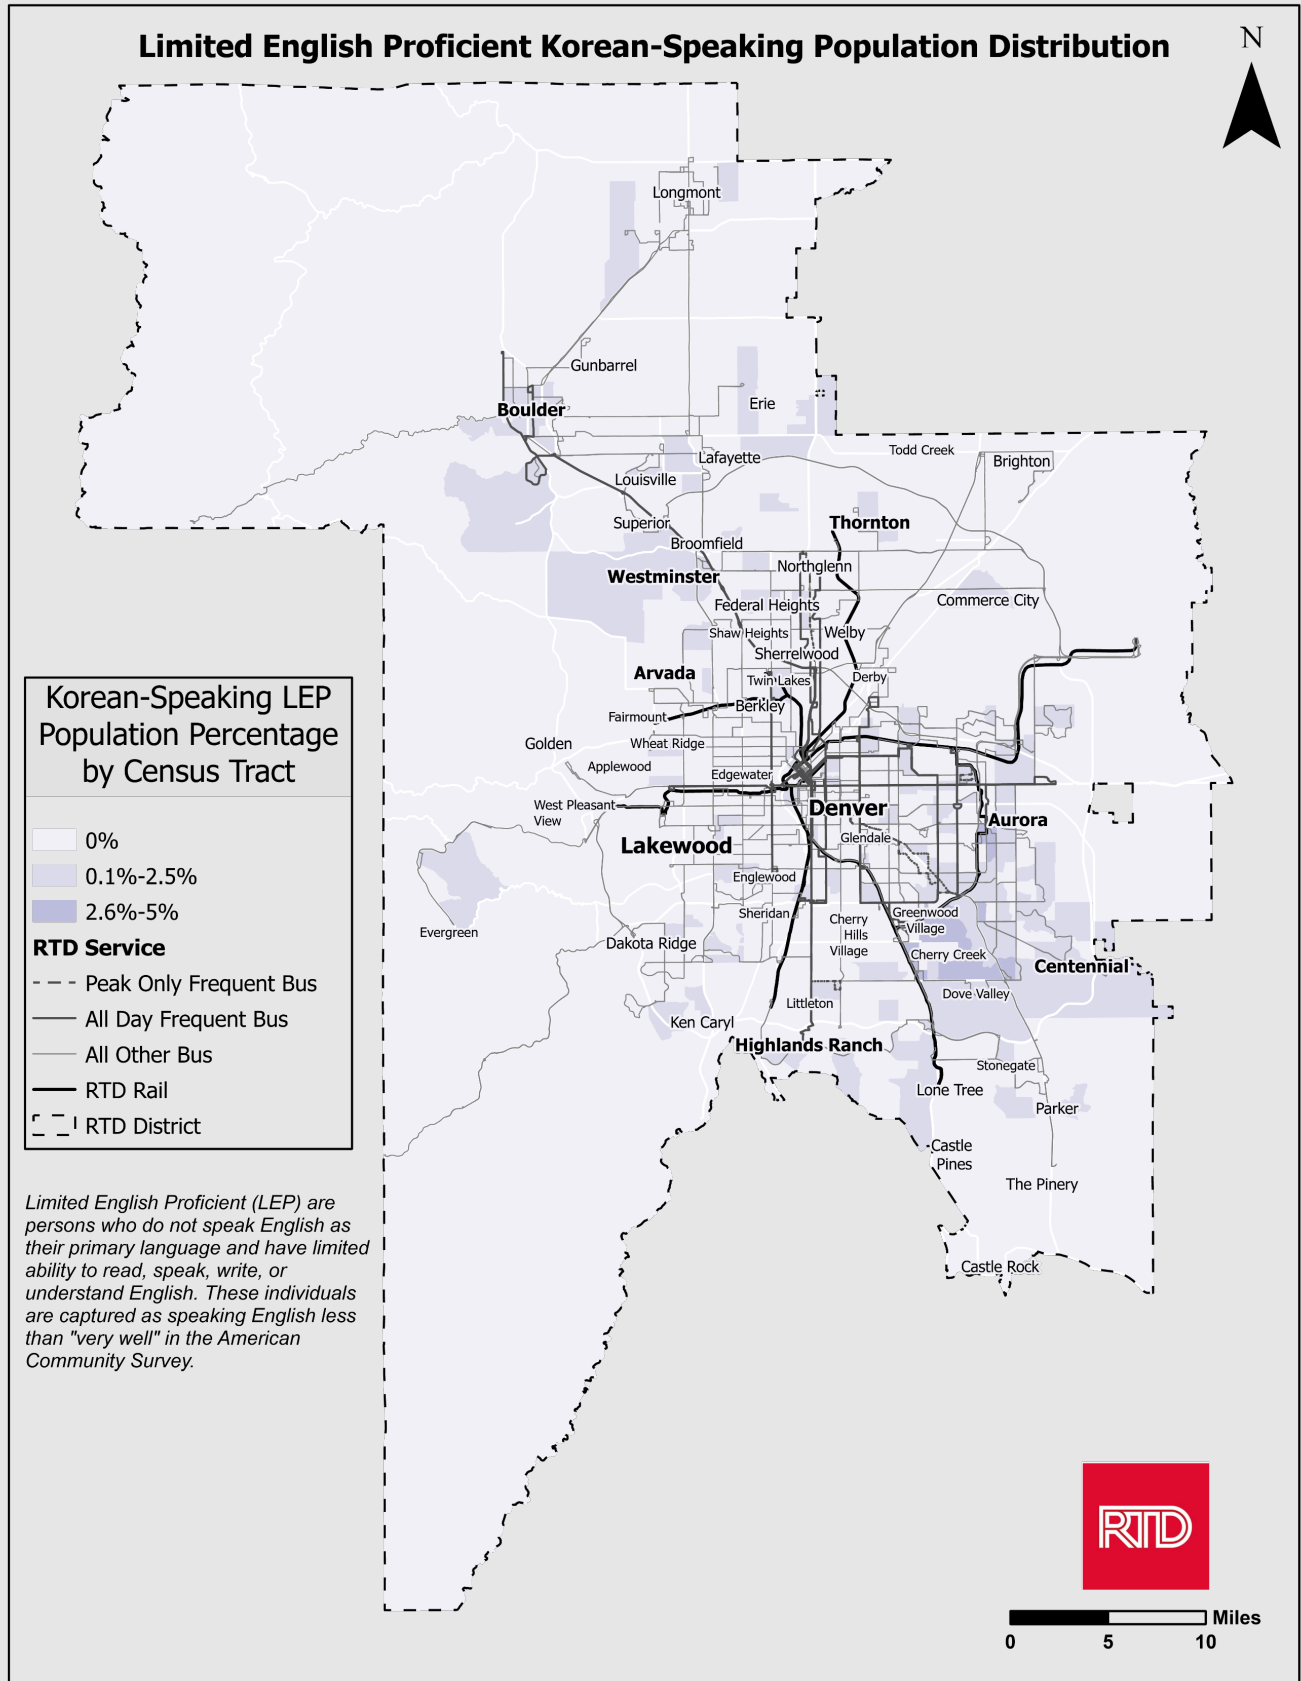 Limited English Proficient Korean-Speaking Population Distribution
N
Longmont
Gunbarrel
Boulder
Erie
Todd Creek
Lafayette
Brighton
Louisville
Superior
Thornton
Broomfield
Northglenn
Westminster
Commerce City
Federal Heights
Shaw Heights
Welby
Sherrelwood
Arvada
Twin Lakes
Derby
Berkley
Fairmount
Golden
Wheat Ridge
Applewood
Edgewater
West Pleasant
View
Denver
Aurora
Glendale
Lakewood
Englewood
Sheridan
Greenwood
Village
Cherry
Hills
Village
Evergreen
Dakota Ridge
Cherry Creek
Centennial
Dove Valley
Littleton
Ken Caryl
Highlands Ranch
Stonegate
Lone Tree
Parker
Castle
Pines
The Pinery
Castle Rock
Korean-Speaking LEP
Population Percentage
by Census Tract
0%
0.1%-2.5%
2.6%-5%
RTD Service
Peak Only Frequent Bus
All Day Frequent Bus
All Other Bus
RTD Rail
RTD District
Limited English Proficient (LEP) are
persons who do not speak English as
their primary language and have limited
ability to read, speak, write, or
understand English. These individuals
are captured as speaking English less
than "very well" in the American
Community Survey.
RTD
Miles
0 5 10